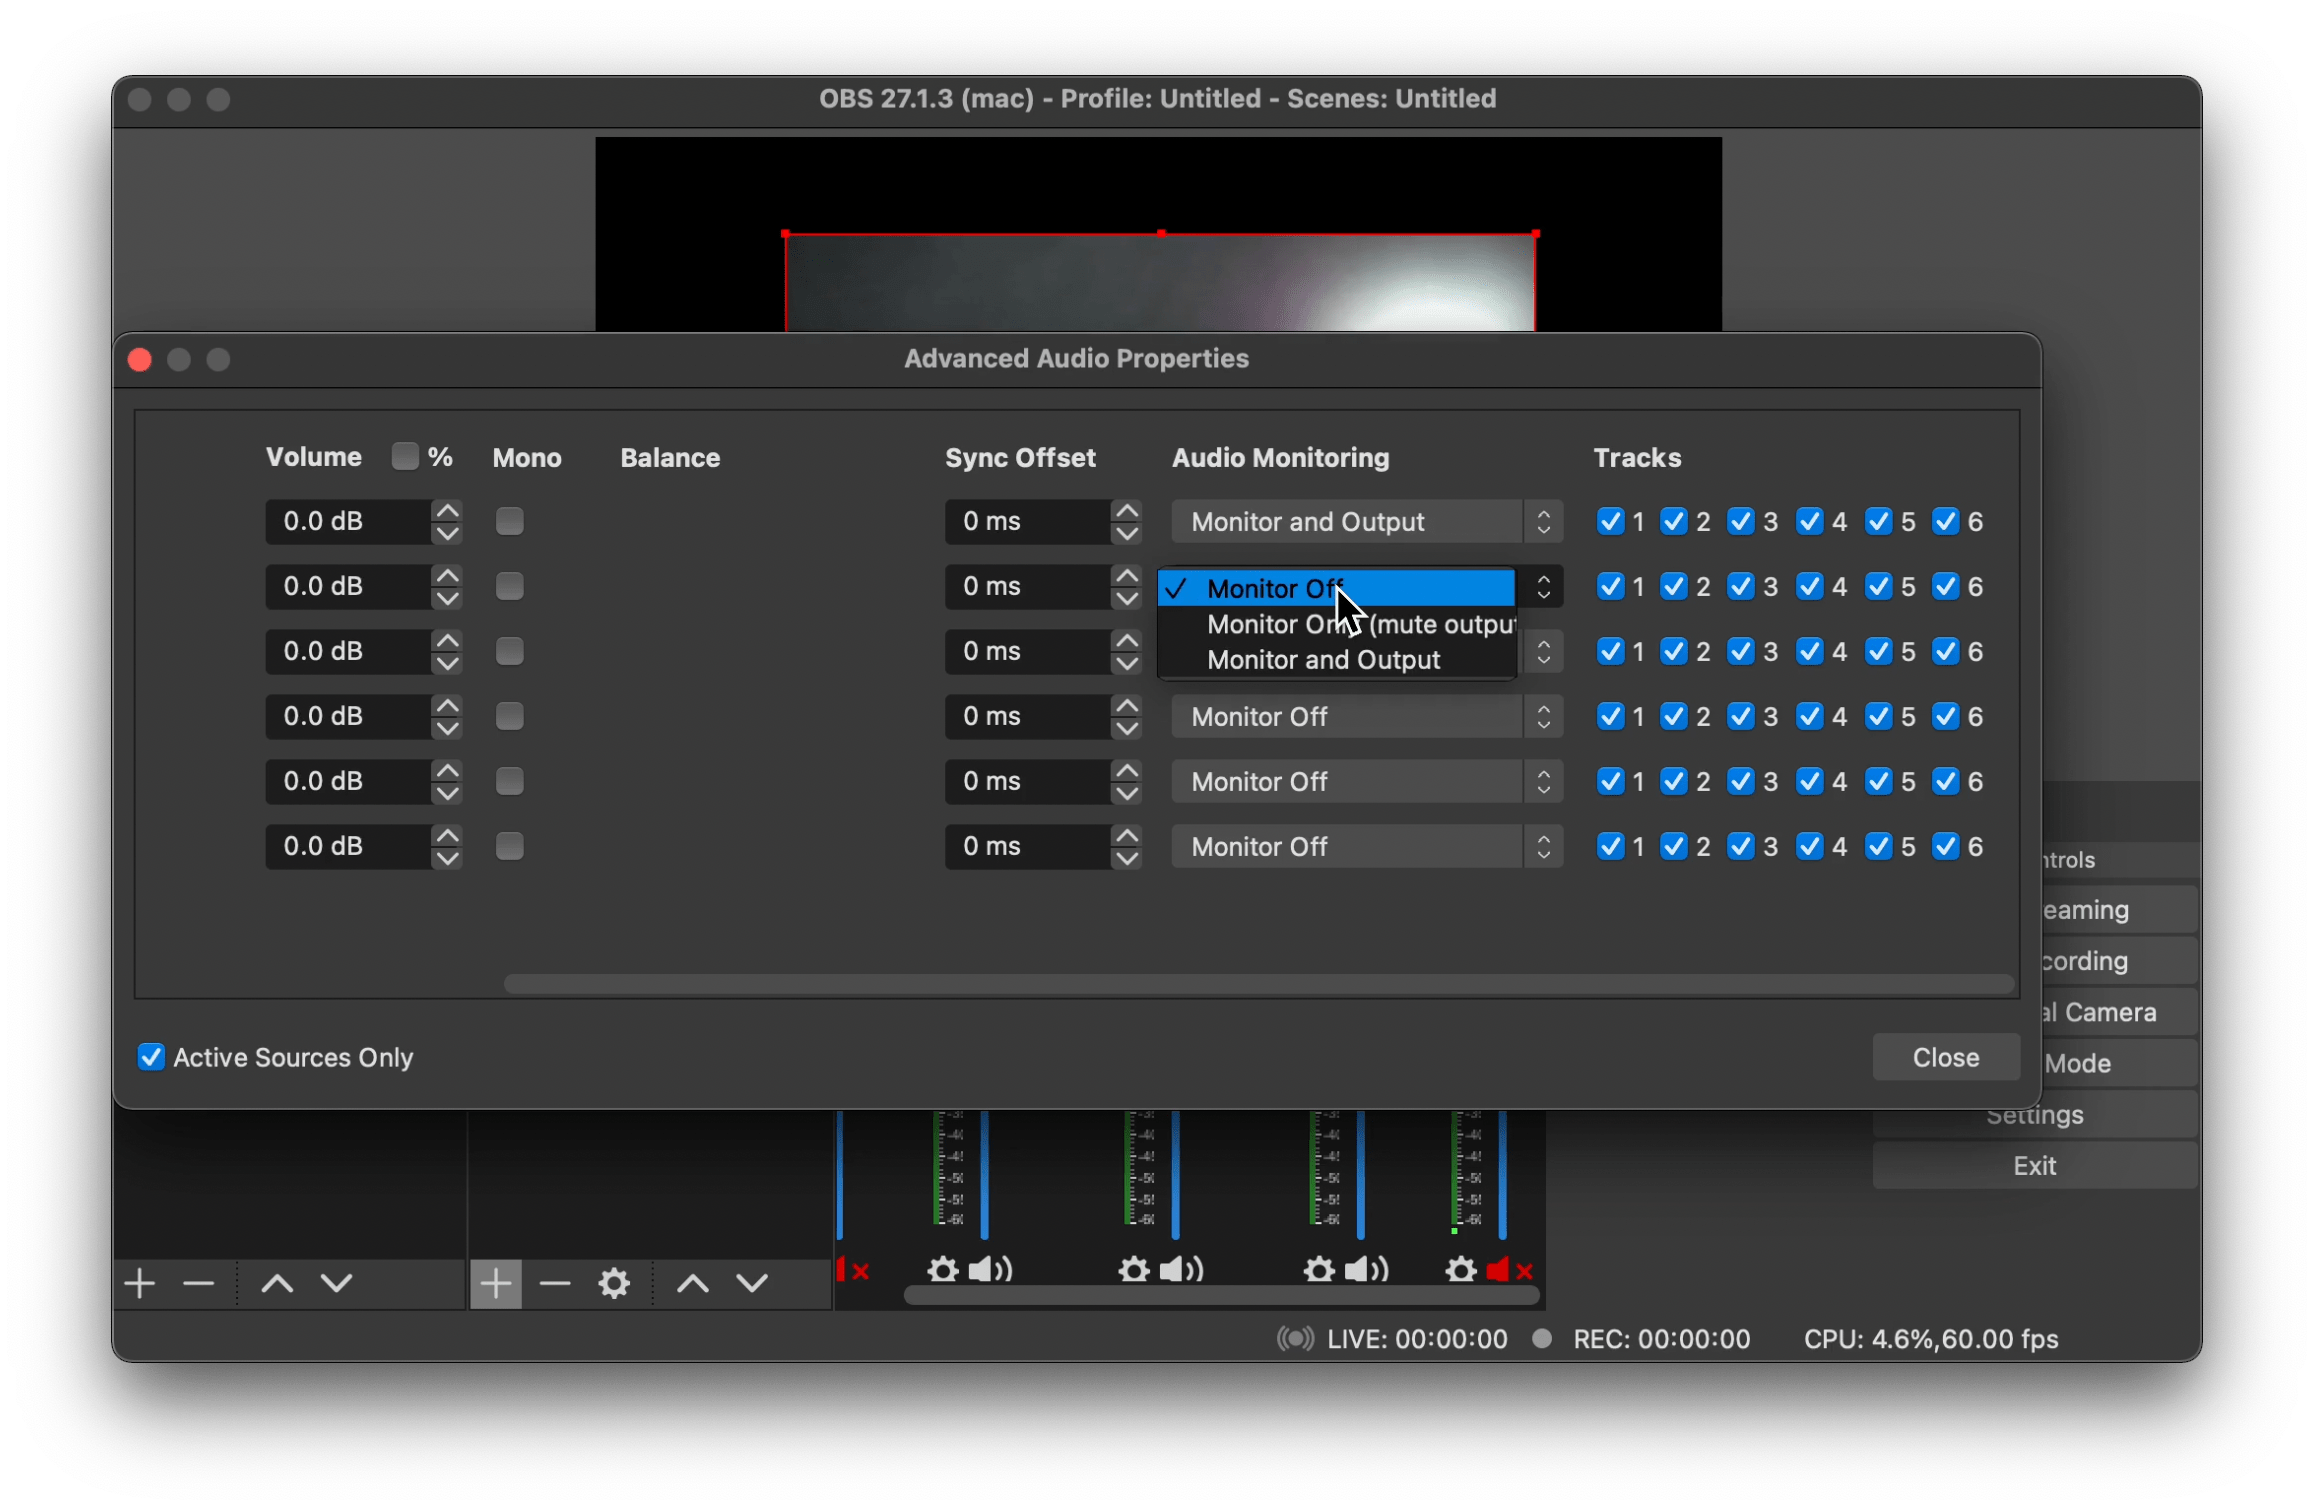 OBS 27.1.3 (mac) - Profile: Untitled - Scenes: Untitled
Advanced Audio Properties
Volume % Mono Balance Sync Offset Audio Monitoring Tracks
0.0 dB 0 ms Monitor and Output 1 2 3 4 5 6
0.0 dB 0 ms Monitor Off 1 2 3 4 5 6
Monitor Only (mute output
0.0 dB 0 ms Monitor and Output 1 2 3 4 5 6
0.0 dB 0 ms Monitor Off 1 2 3 4 5 6
0.0 dB 0 ms Monitor Off 1 2 3 4 5 6
0.0 dB 0 ms Monitor Off 1 2 3 4 5 6
ntrols
eaming
cording
al Camera
Active Sources Only Close Mode
Settings
Exit
LIVE: 00:00:00 REC: 00:00:00 CPU: 4.6%,60.00 fps